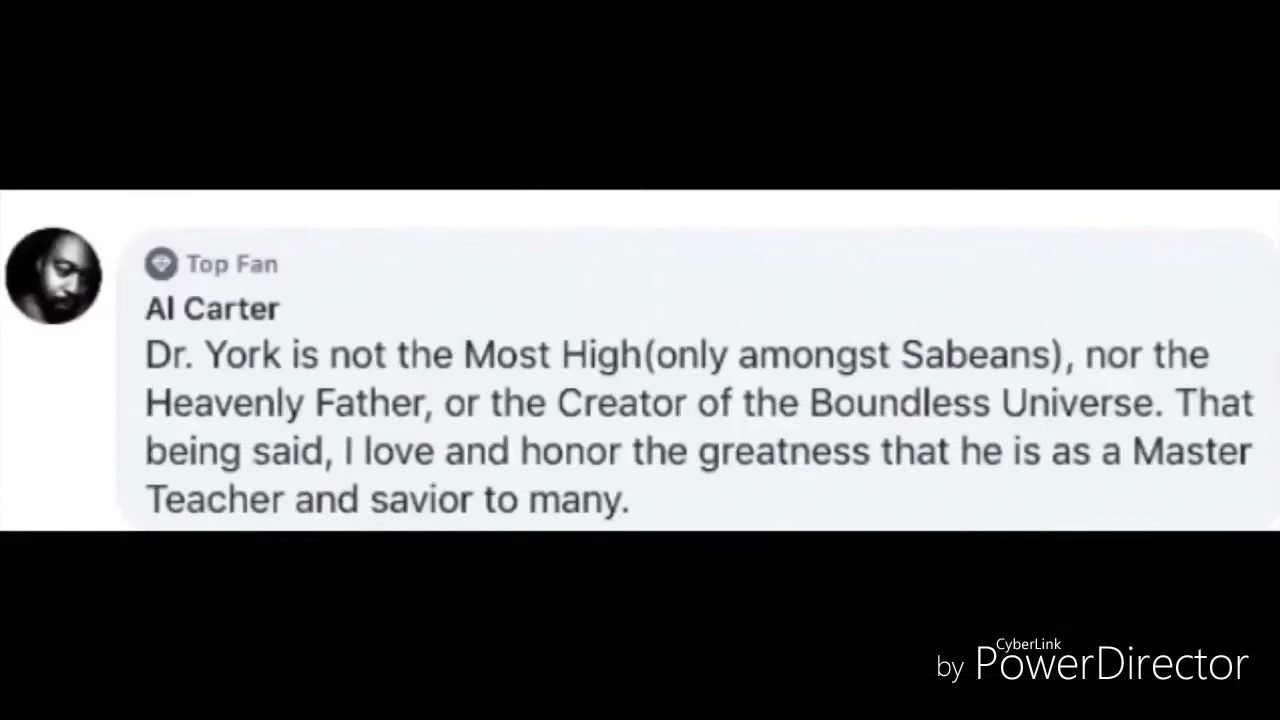 Top Fan
Al Carter
Dr. York is not the Most High(only amongst Sabeans), nor the
Heavenly Father, or the Creator of the Boundless Universe. That
being said, I love and honor the greatness that he is as a Master
Teacher and savior to many.
CyberLink
by PowerDirector